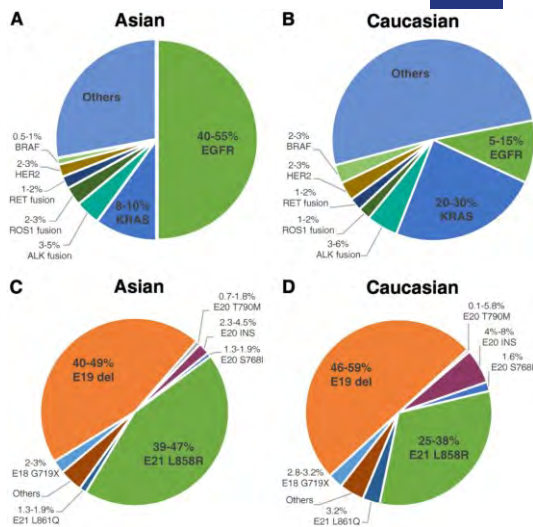 A
Asian
Others
40-55%
EGFR
0.5-1%
BRAF
2-3%
HER2
1-2%
RET fusion
2-3%
ROS1 fusion
3-5%
ALK fusion
8-10%
KRAS
B
Caucasian
Others
5-15%
EGFR
2-3%
BRAF
2-3%
HER2
1-2%
RET fusion
1-2%
ROS1 fusion
3-6%
ALK fusion
20-30%
KRAS
C
Asian
0.7-1.8%
E20 T790M
2.3-4.5%
E20 INS
1.3-1.9%
E20 S768I
40-49%
E19 del
39-47%
E21 L858R
2-3%
E18 G719X
Others
1.3-1.9%
E21 L861Q
D
Caucasian
0.1-5.8%
E20 T790M
4%-8%
E20 INS
1.6%
E20 S768I
46-59%
E19 del
25-38%
E21 L858R
2.8-3.2%
E18 G719X
Others
3.2%
E21 L861Q